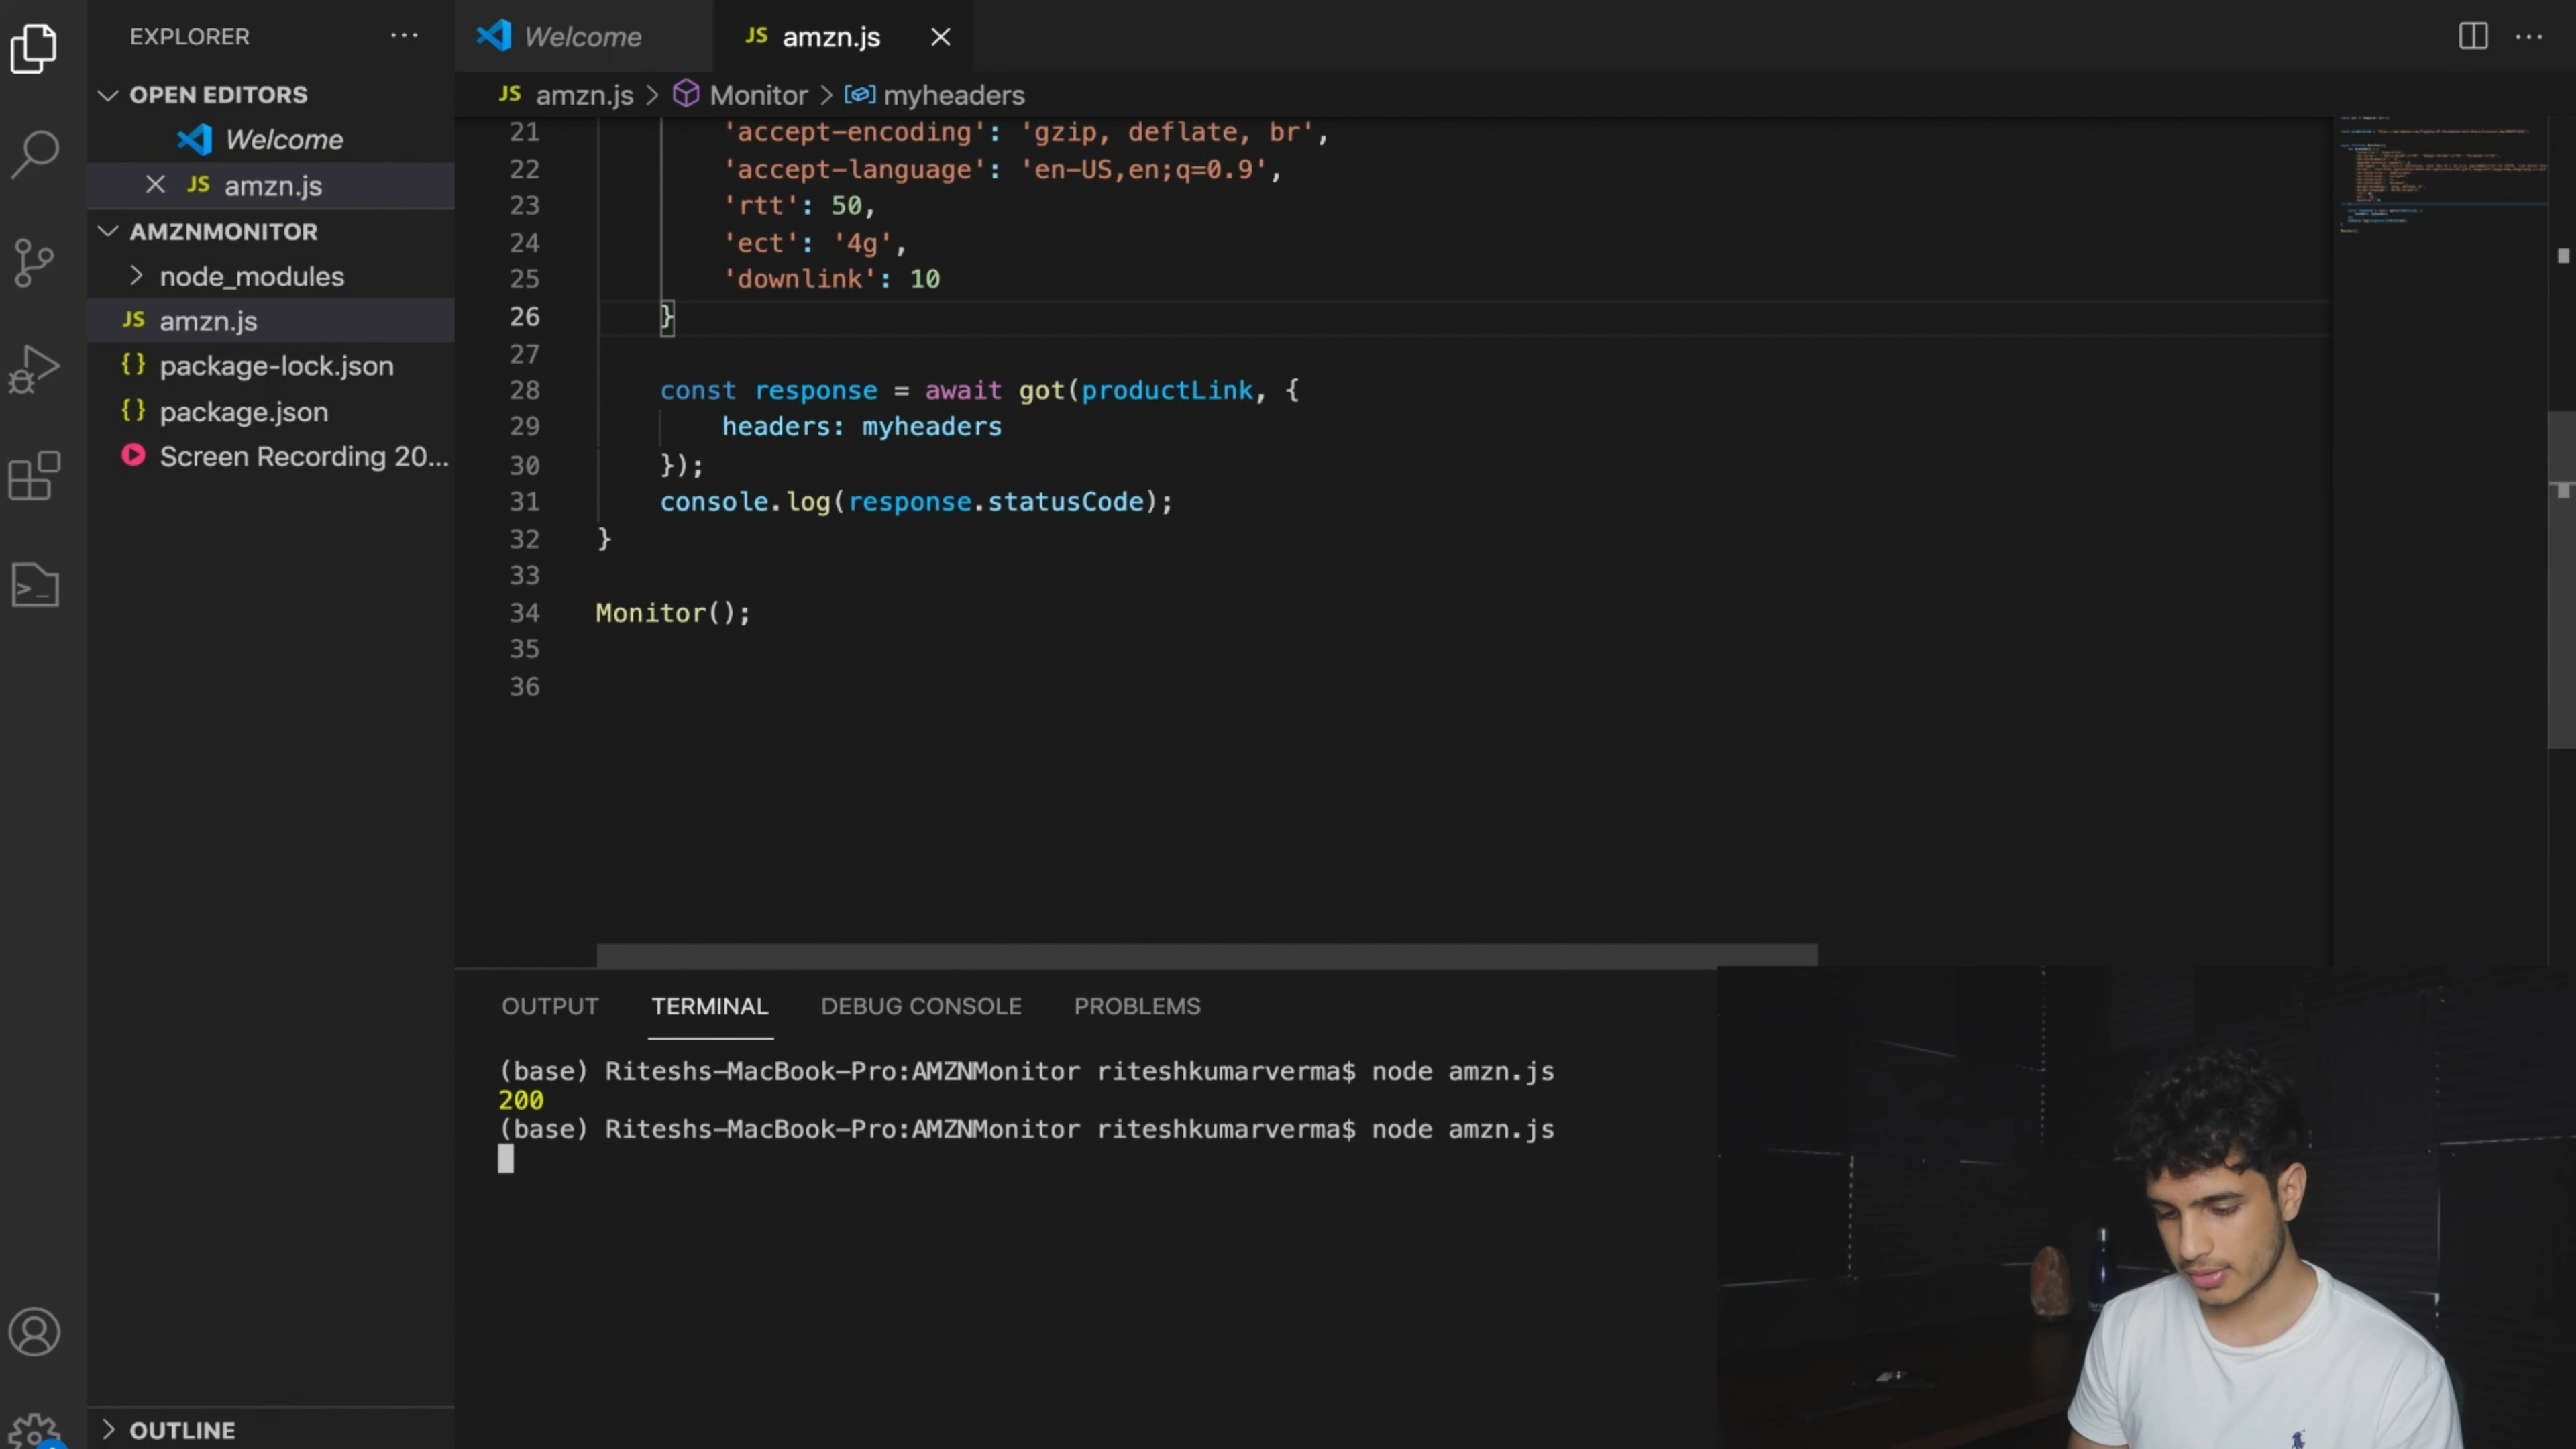 EXPLORER
OPEN EDITORS
Welcome
JS amzn.js
AMZNMONITOR
node_modules
JS amzn.js
{ } package-lock.json
{ } package.json
Screen Recording 20...
OUTLINE
Welcome
JS amzn.js
JS amzn.js > Monitor > myheaders
21 'accept-encoding': 'gzip, deflate, br',
22 'accept-language': 'en-US,en;q=0.9',
23 'rtt': 50,
24 'ect': '4g',
25 'downlink': 10
26 }
27
28 const response = await got(productLink, {
29 headers: myheaders
30 });
31 console.log(response.statusCode);
32 }
33
34 Monitor();
35
36
OUTPUT TERMINAL DEBUG CONSOLE PROBLEMS
(base) Riteshs-MacBook-Pro:AMZNMonitor riteshkumarverma$ node amzn.js
200
(base) Riteshs-MacBook-Pro:AMZNMonitor riteshkumarverma$ node amzn.js